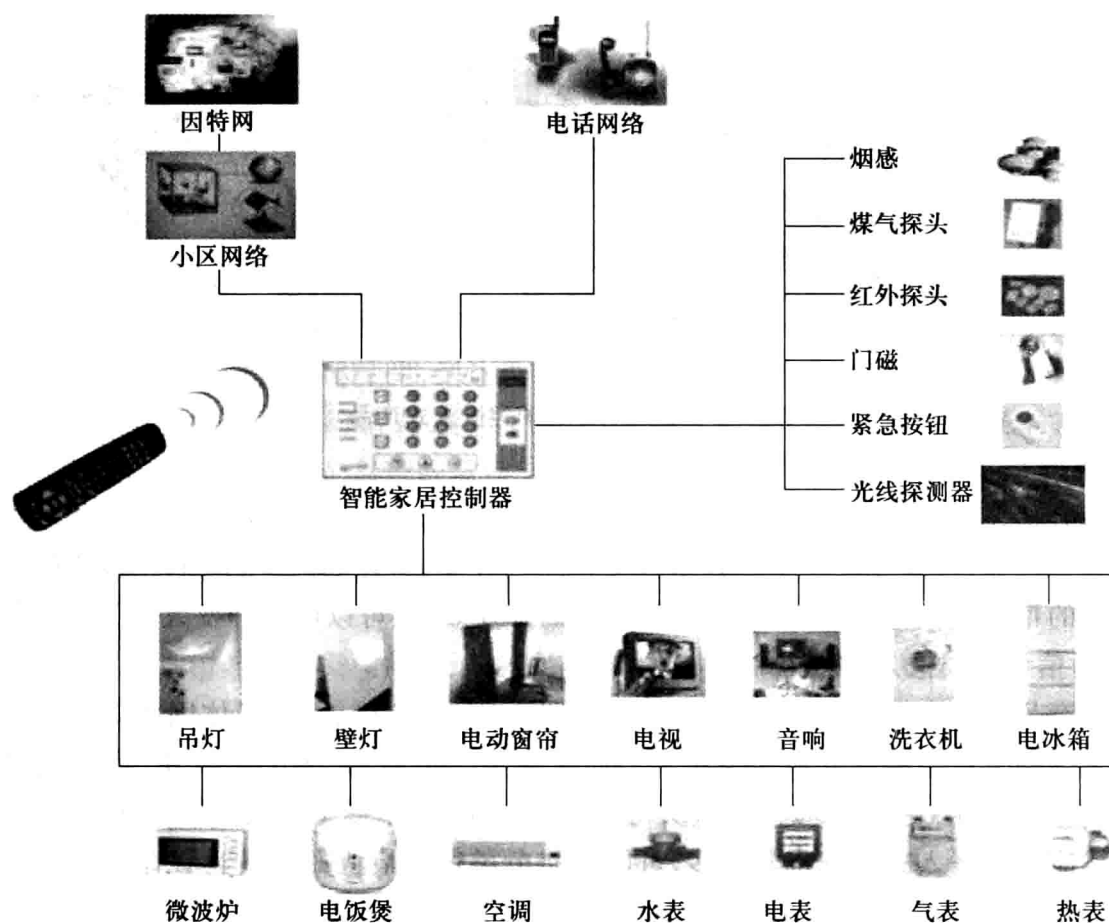 因特网
电话网络
小区网络
烟感
煤气探头
红外探头
门磁
紧急按钮
光线探测器
智能家居控制器
吊灯
壁灯
电动窗帘
电视
音响
洗衣机
电冰箱
微波炉
电饭煲
空调
水表
电表
气表
热表